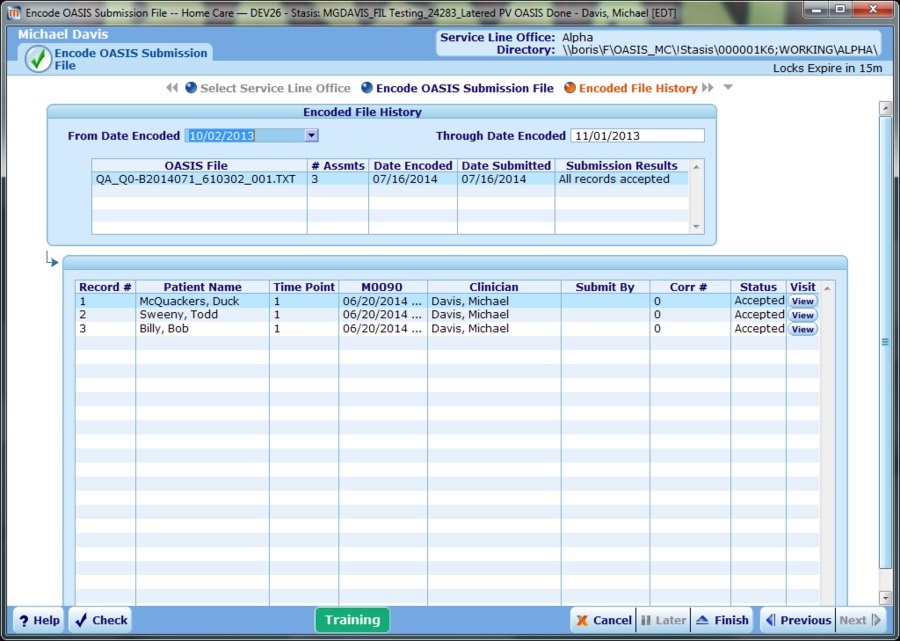 Encode OASIS Submission File -- Home Care — DEV26 - Stasis: MGDAVIS_FIL Testing_24283_Latered PV OASIS Done - Davis, Michael [EDT]
Michael Davis
Encode OASIS Submission
File
Service Line Office: Alpha
Directory: \\boris\F\OASIS_MC\!Stasis\000001K6;WORKING\ALPHA\
Locks Expire in 15m
Select Service Line Office Encode OASIS Submission File Encoded File History
Encoded File History
From Date Encoded 10/02/2013 Through Date Encoded 11/01/2013
OASIS File # Assmts Date Encoded Date Submitted Submission Results
QA_Q0-B2014071_610302_001.TXT 3 07/16/2014 07/16/2014 All records accepted
Record # Patient Name Time Point M0090 Clinician Submit By Corr # Status Visit
1 McQuackers, Duck 1 06/20/2014 ... Davis, Michael 0 Accepted View
2 Sweeny, Todd 1 06/20/2014 ... Davis, Michael 0 Accepted View
3 Billy, Bob 1 06/20/2014 ... Davis, Michael 0 Accepted View
? Help Check Training Cancel Later Finish Previous Next